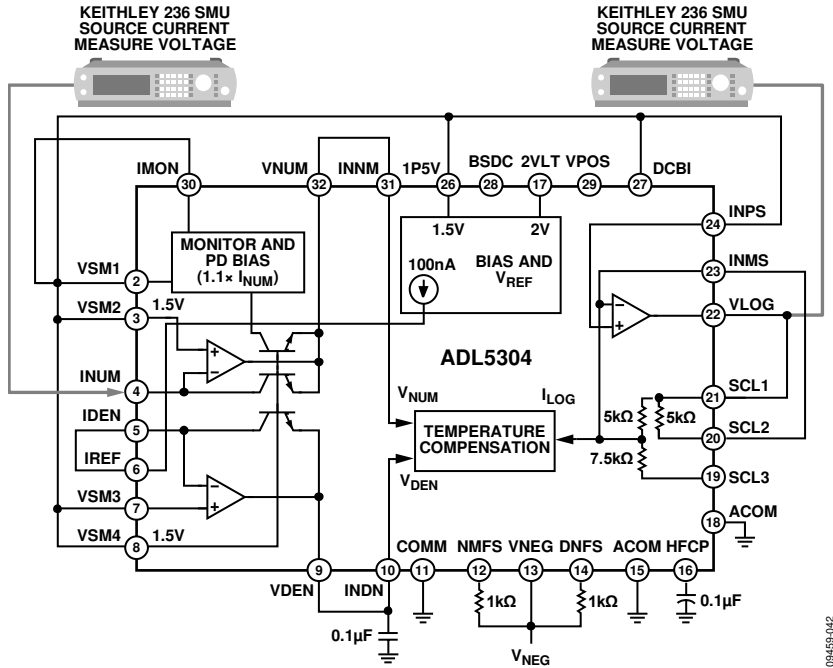 KEITHLEY 236 SMU
SOURCE CURRENT
MEASURE VOLTAGE
KEITHLEY 236 SMU
SOURCE CURRENT
MEASURE VOLTAGE
IMON
VNUM
INNM
1P5V
BSDC
2VLT
VPOS
DCBI
30
32
31
26
28
17
29
27
INPS
24
MONITOR AND
PD BIAS
(1.1× INUM)
1.5V
2V
100nA
BIAS AND
VREF
INMS
23
VSM1
2
VSM2
3
1.5V
VLOG
22
ADL5304
INUM
4
VNUM
ILOG
SCL1
21
IDEN
5
TEMPERATURE
COMPENSATION
5kΩ
5kΩ
SCL2
20
IREF
6
VDEN
7.5kΩ
SCL3
19
VSM3
7
ACOM
18
VSM4
8
1.5V
COMM
NMFS
VNEG
DNFS
ACOM
HFCP
9
10
11
12
13
14
15
16
VDEN
INDN
1kΩ
1kΩ
0.1µF
0.1µF
VNEG
09459-042
+
−
−
+
−
+